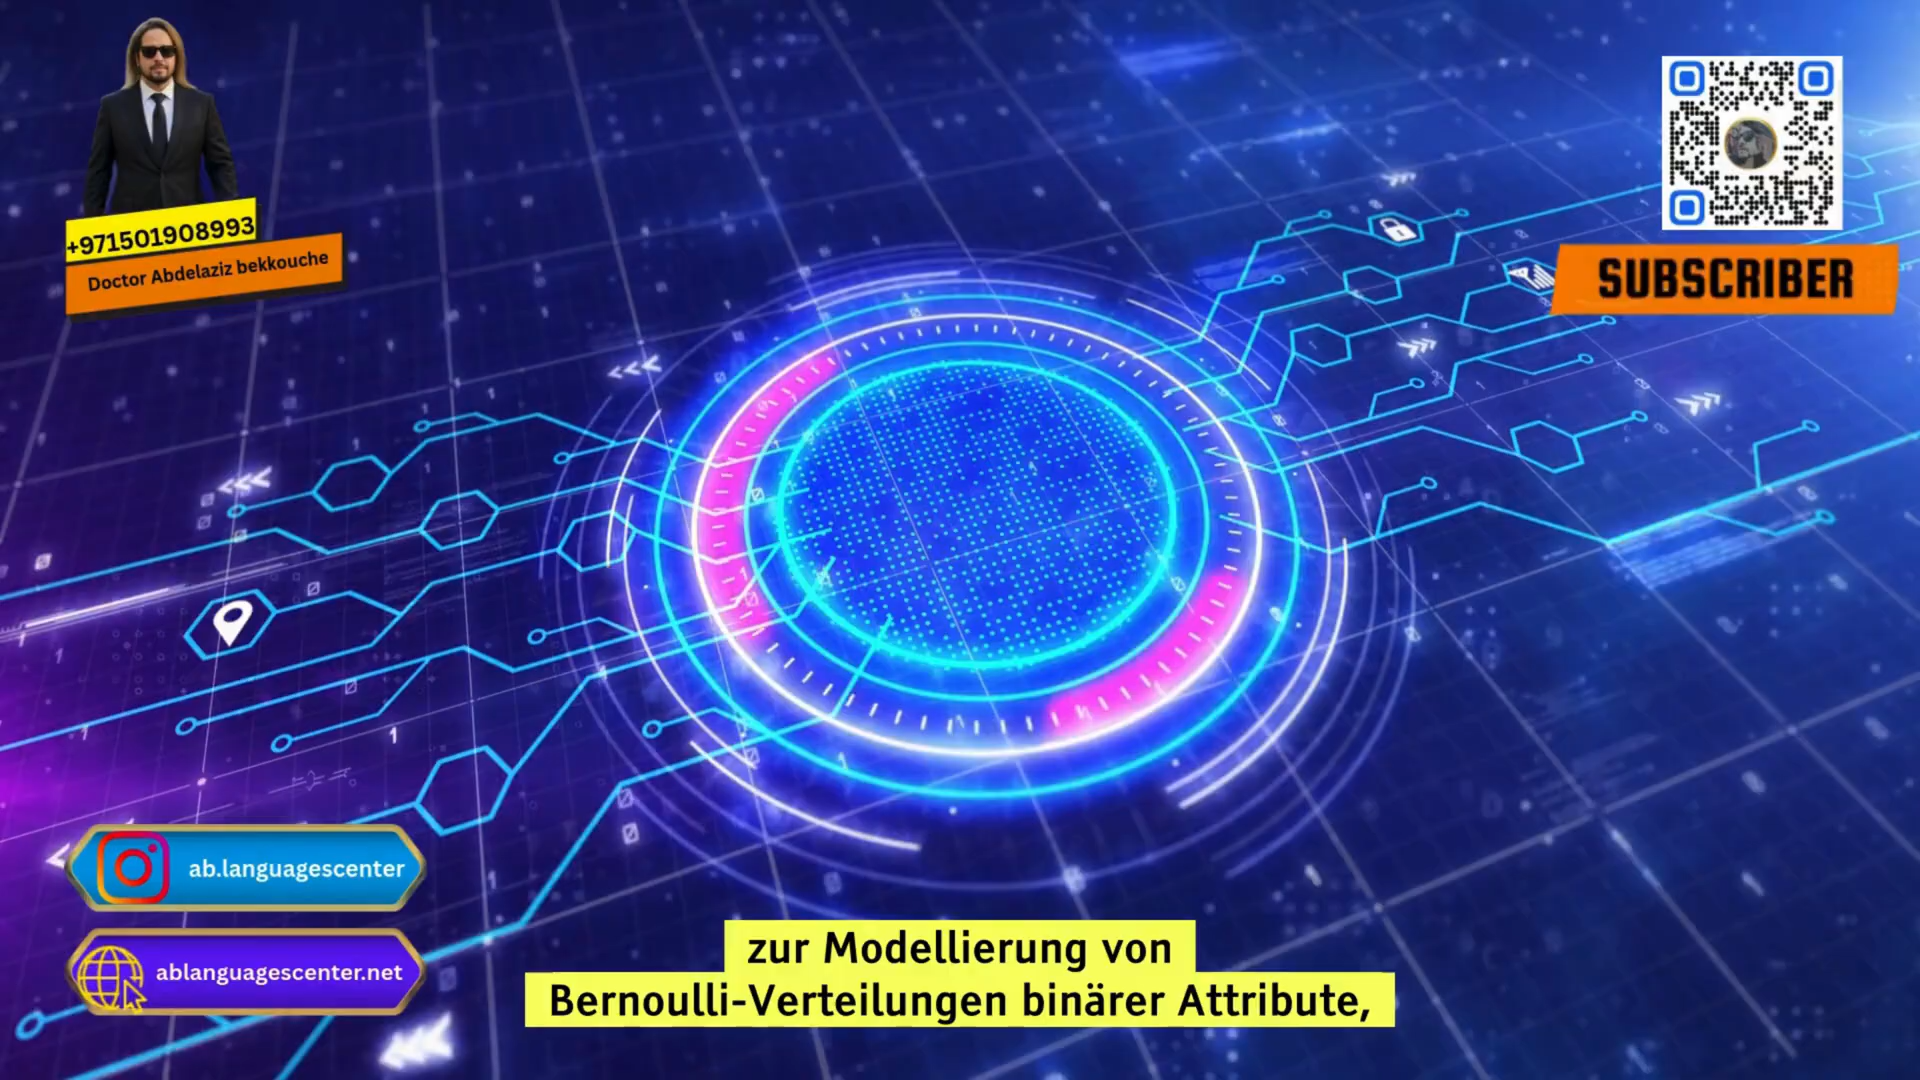 +971501908993
Doctor Abdelaziz bekkouche
SUBSCRIBER
ab.languagescenter
ablanguagescenter.net
zur Modellierung von
Bernoulli-Verteilungen binärer Attribute,